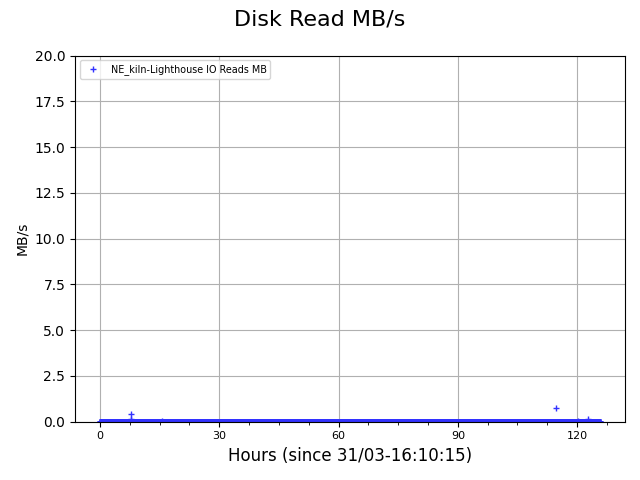 Disk Read MB/s
20.0
NE_kiln-Lighthouse IO Reads MB
17.5
15.0
12.5
MB/s
10.0
7.5
5.0
2.5
0.0
0 30 60 90 120
Hours (since 31/03-16:10:15)